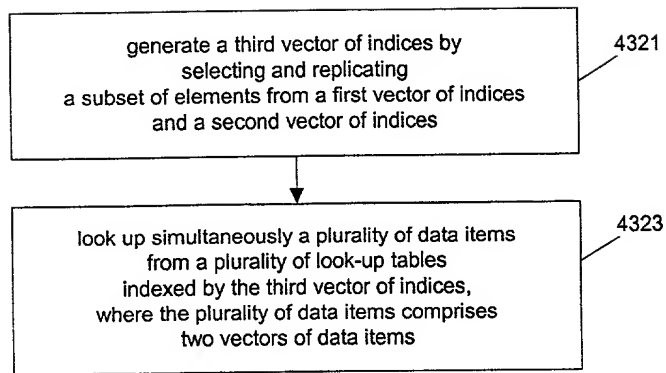 generate a third vector of indices by
selecting and replicating
a subset of elements from a first vector of indices
and a second vector of indices
4321
look up simultaneously a plurality of data items
from a plurality of look-up tables
indexed by the third vector of indices,
where the plurality of data items comprises
two vectors of data items
4323